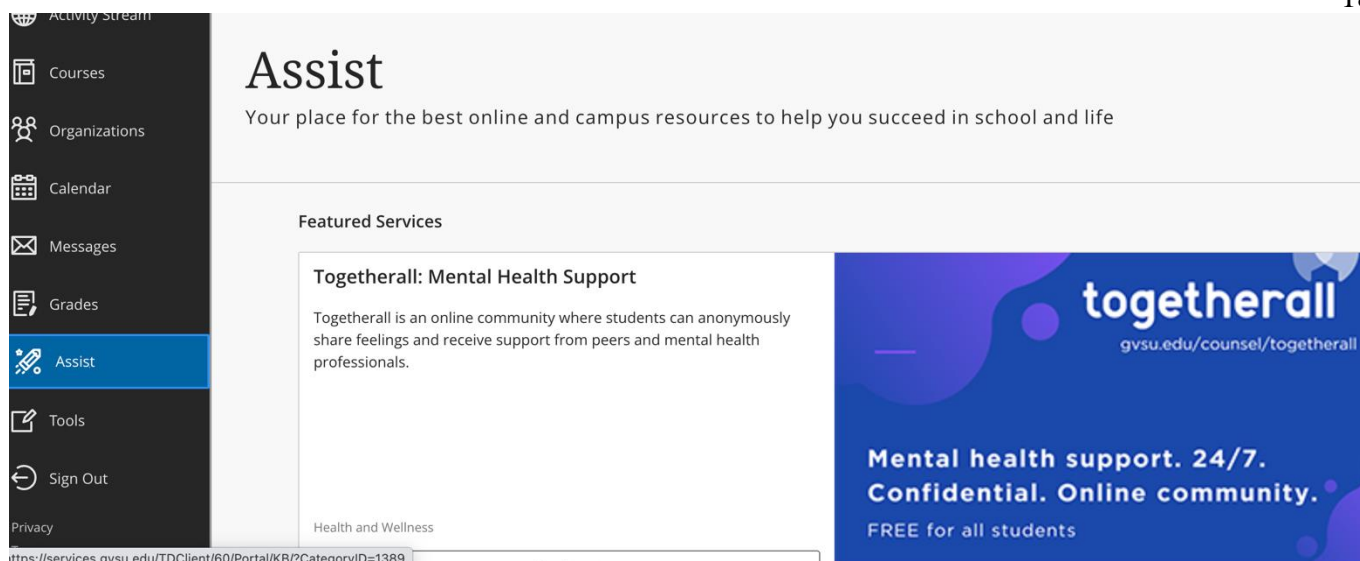 Activity Stream
Courses
Organizations
Calendar
Messages
Grades
Assist
Tools
Sign Out
Privacy
https://services.gvsu.edu/TDClient/60/Portal/KB/?CategoryID=1389
Assist
Your place for the best online and campus resources to help you succeed in school and life
Featured Services
Togetherall: Mental Health Support
Togetherall is an online community where students can anonymously
share feelings and receive support from peers and mental health
professionals.
Health and Wellness
togetherall
gvsu.edu/counsel/togetherall
Mental health support. 24/7.
Confidential. Online community.
FREE for all students